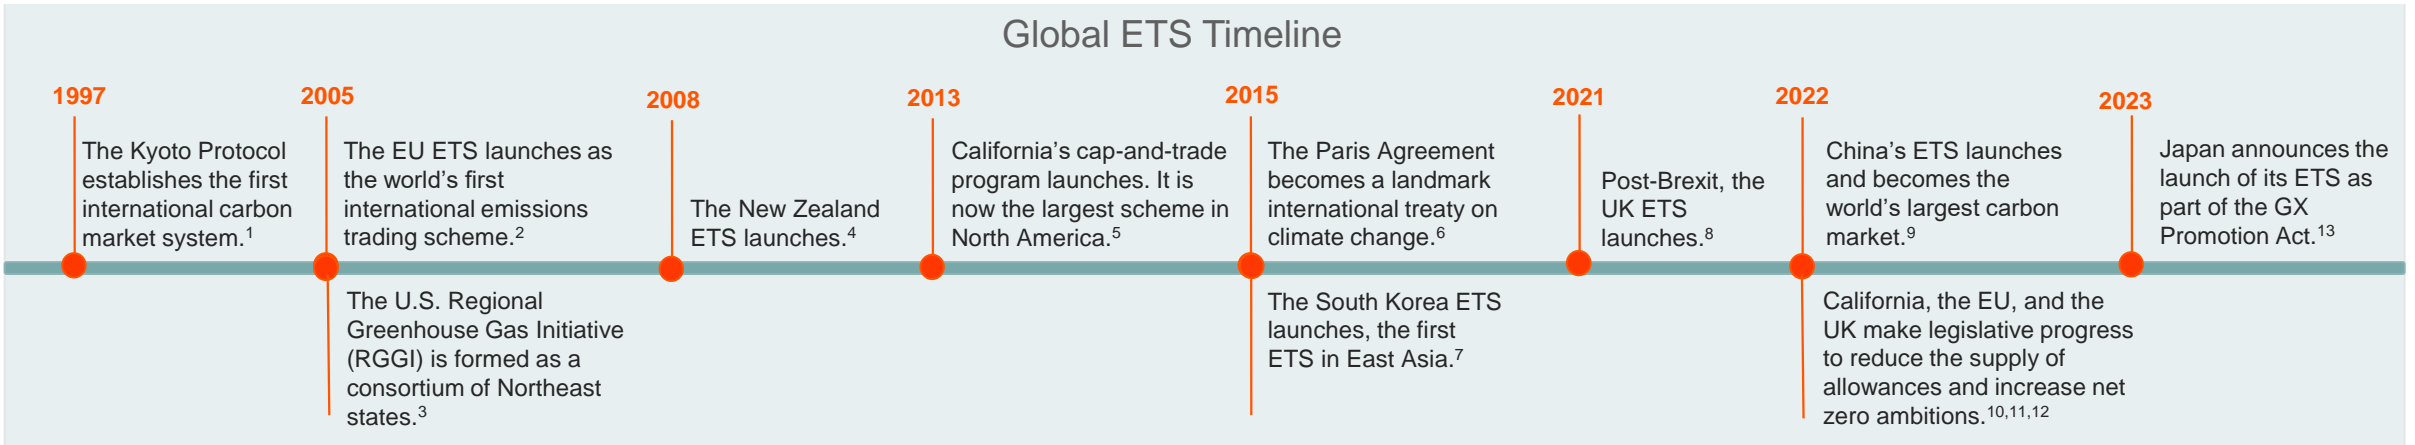 Global ETS Timeline
1997
The Kyoto Protocol
establishes the first
international carbon
market system.1
2005
The EU ETS launches as
the world’s first
international emissions
trading scheme.2
The U.S. Regional
Greenhouse Gas Initiative
(RGGI) is formed as a
consortium of Northeast
states.3
2008
The New Zealand
ETS launches.4
2013
California’s cap-and-trade
program launches. It is
now the largest scheme in
North America.5
2015
The Paris Agreement
becomes a landmark
international treaty on
climate change.6
The South Korea ETS
launches, the first
ETS in East Asia.7
2021
Post-Brexit, the
UK ETS
launches.8
2022
China’s ETS launches
and becomes the
world’s largest carbon
market.9
California, the EU, and the
UK make legislative progress
to reduce the supply of
allowances and increase net
zero ambitions.10,11,12
2023
Japan announces the
launch of its ETS as
part of the GX
Promotion Act.13